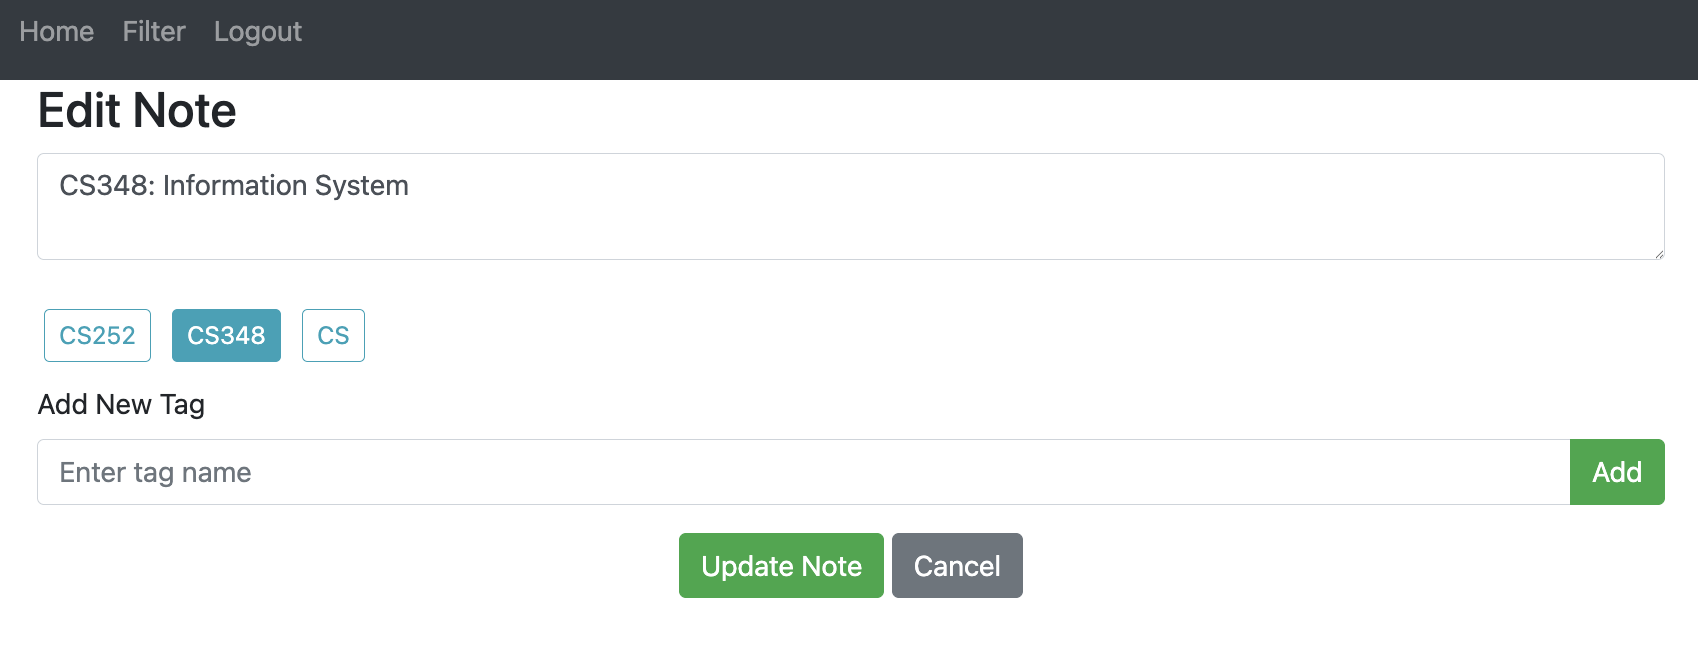 Home Filter Logout
Edit Note
CS348: Information System
CS252 CS348 CS
Add New Tag
Enter tag name Add
Update Note Cancel